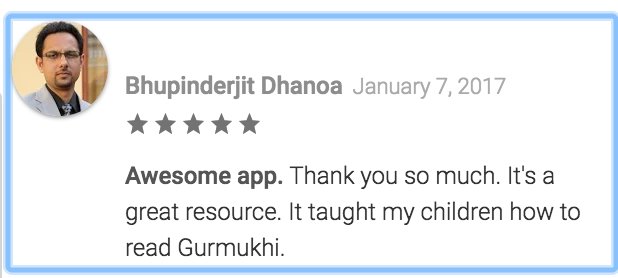 Bhupinderjit Dhanoa January 7, 2017
Awesome app. Thank you so much. It's a
great resource. It taught my children how to
read Gurmukhi.